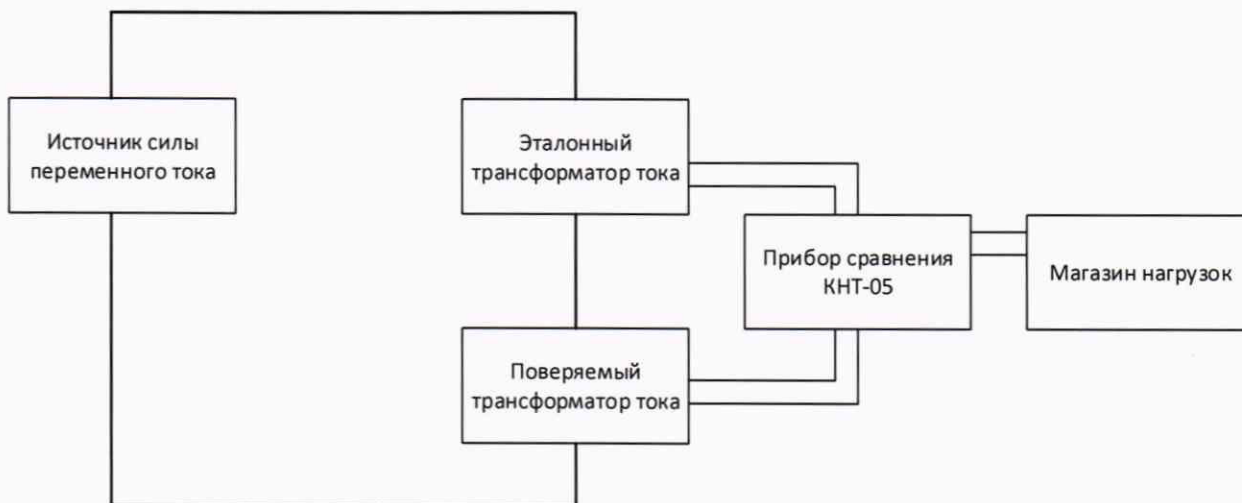 Источник силы
переменного тока
Эталонный
трансформатор тока
Прибор сравнения
КНТ-05
Магазин нагрузок
Поверяемый
трансформатор тока